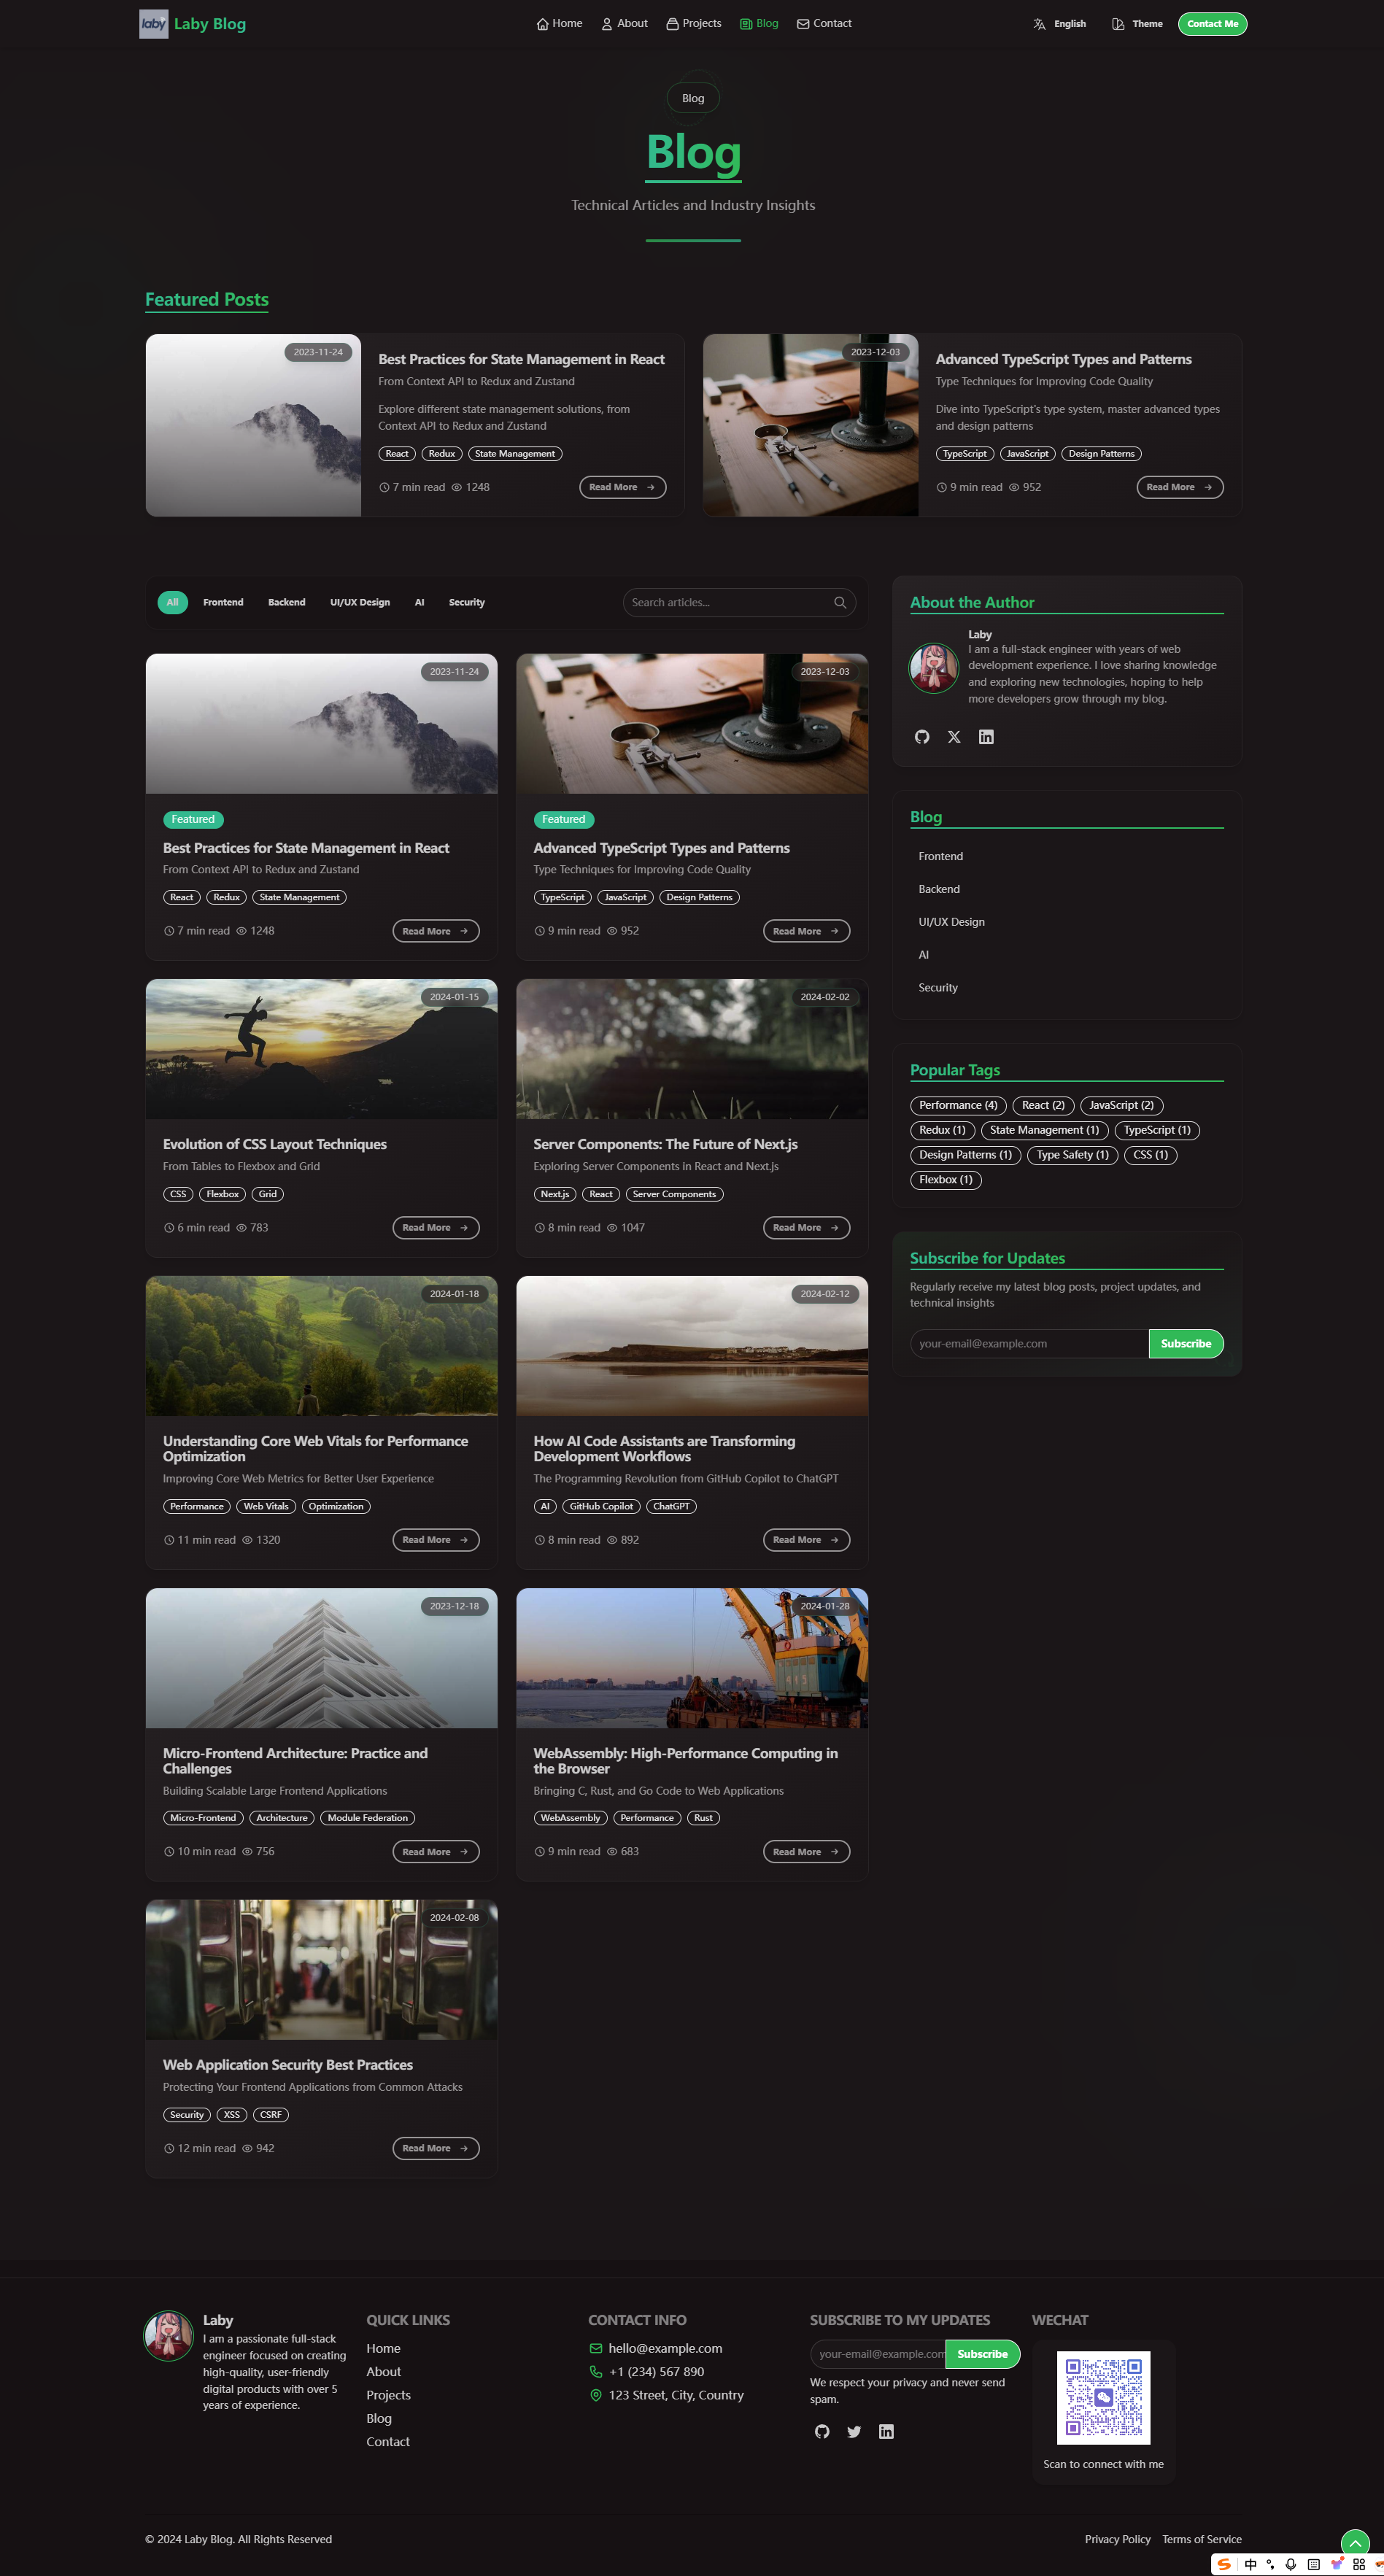 laby Laby Blog
Home About Projects Blog Contact
English Theme Contact Me
Blog
Blog
Technical Articles and Industry Insights
Featured Posts
2023-11-24
Best Practices for State Management in React
From Context API to Redux and Zustand
Explore different state management solutions, from
Context API to Redux and Zustand
React Redux State Management
7 min read 1248 Read More
2023-12-03
Advanced TypeScript Types and Patterns
Type Techniques for Improving Code Quality
Dive into TypeScript's type system, master advanced types
and design patterns
TypeScript JavaScript Design Patterns
9 min read 952 Read More
All Frontend Backend UI/UX Design AI Security
Search articles...
2023-11-24
Featured
Best Practices for State Management in React
From Context API to Redux and Zustand
React Redux State Management
7 min read 1248 Read More
2023-12-03
Featured
Advanced TypeScript Types and Patterns
Type Techniques for Improving Code Quality
TypeScript JavaScript Design Patterns
9 min read 952 Read More
2024-01-15
Evolution of CSS Layout Techniques
From Tables to Flexbox and Grid
CSS Flexbox Grid
6 min read 783 Read More
2024-02-02
Server Components: The Future of Next.js
Exploring Server Components in React and Next.js
Next.js React Server Components
8 min read 1047 Read More
2024-01-18
Understanding Core Web Vitals for Performance
Optimization
Improving Core Web Metrics for Better User Experience
Performance Web Vitals Optimization
11 min read 1320 Read More
2024-02-12
How AI Code Assistants are Transforming
Development Workflows
The Programming Revolution from GitHub Copilot to ChatGPT
AI GitHub Copilot ChatGPT
8 min read 892 Read More
2023-12-18
Micro-Frontend Architecture: Practice and
Challenges
Building Scalable Large Frontend Applications
Micro-Frontend Architecture Module Federation
10 min read 756 Read More
2024-01-28
WebAssembly: High-Performance Computing in
the Browser
Bringing C, Rust, and Go Code to Web Applications
WebAssembly Performance Rust
9 min read 683 Read More
2024-02-08
Web Application Security Best Practices
Protecting Your Frontend Applications from Common Attacks
Security XSS CSRF
12 min read 942 Read More
About the Author
Laby
I am a full-stack engineer with years of web
development experience. I love sharing knowledge
and exploring new technologies, hoping to help
more developers grow through my blog.
Blog
Frontend
Backend
UI/UX Design
AI
Security
Popular Tags
Performance (4) React (2) JavaScript (2)
Redux (1) State Management (1) TypeScript (1)
Design Patterns (1) Type Safety (1) CSS (1)
Flexbox (1)
Subscribe for Updates
Regularly receive my latest blog posts, project updates, and
technical insights
your-email@example.com Subscribe
Laby
I am a passionate full-stack
engineer focused on creating
high-quality, user-friendly
digital products with over 5
years of experience.
QUICK LINKS
Home
About
Projects
Blog
Contact
CONTACT INFO
hello@example.com
+1 (234) 567 890
123 Street, City, Country
SUBSCRIBE TO MY UPDATES
your-email@example.com Subscribe
We respect your privacy and never send
spam.
WECHAT
Scan to connect with me
© 2024 Laby Blog. All Rights Reserved
Privacy Policy Terms of Service
中